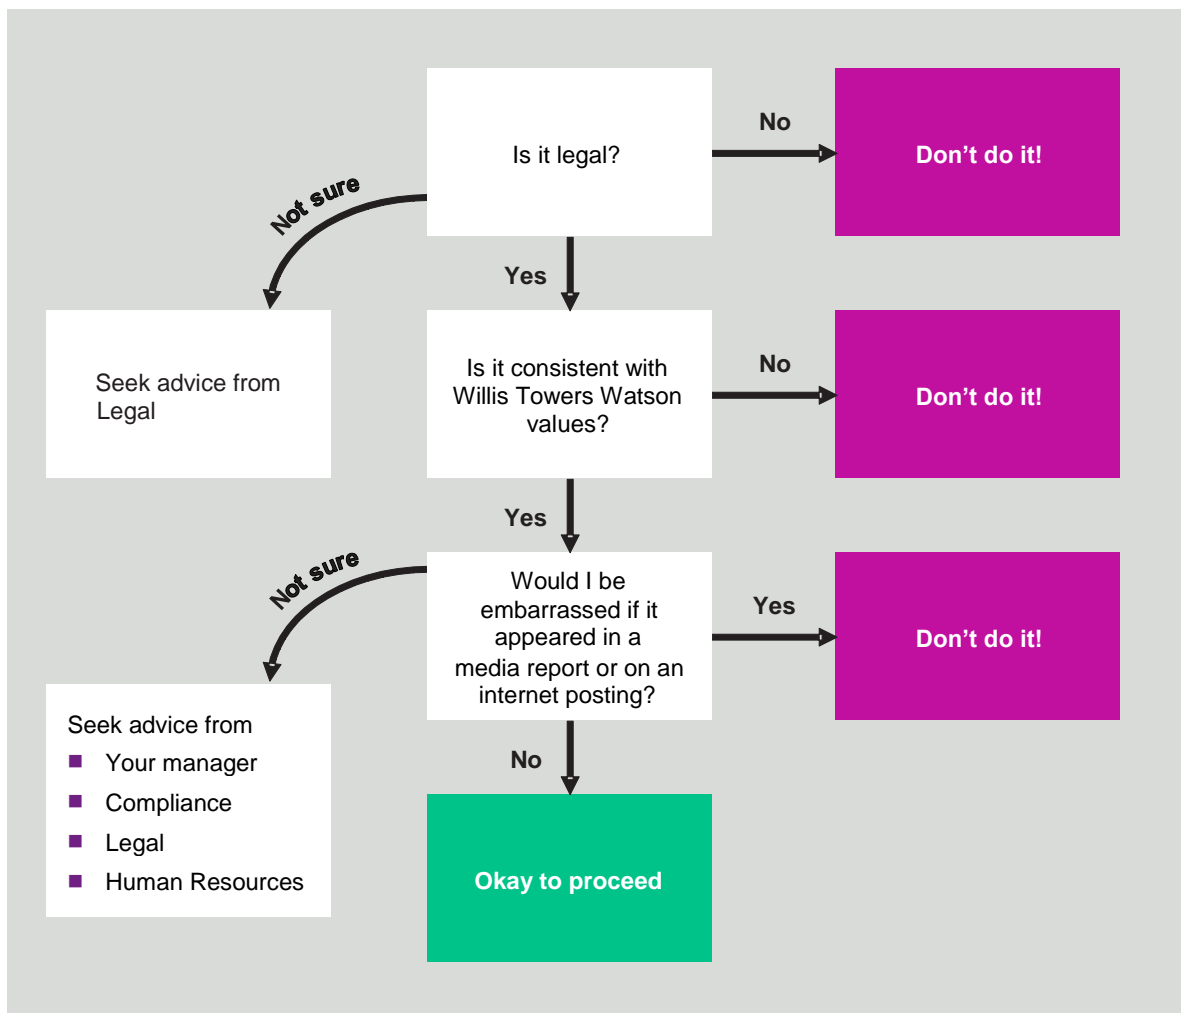 Is it legal?
No
Don't do it!
Not sure
Yes
Seek advice from
Legal
Is it consistent with
Willis Towers Watson
values?
No
Don't do it!
Yes
Not sure
Would I be
embarrassed if it
appeared in a
media report or on an
internet posting?
Yes
Don't do it!
Seek advice from
Your manager
Compliance
Legal
Human Resources
No
Okay to proceed